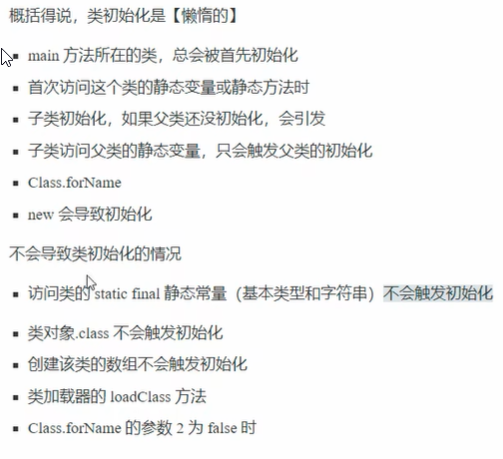 概括得说，类初始化是【懒惰的】
main 方法所在的类，总会被首先初始化
首次访问这个类的静态变量或静态方法时
子类初始化，如果父类还没初始化，会引发
子类访问父类的静态变量，只会触发父类的初始化
Class.forName
new 会导致初始化
不会导致类初始化的情况
访问类的 static final 静态常量（基本类型和字符串）不会触发初始化
类对象.class 不会触发初始化
创建该类的数组不会触发初始化
类加载器的 loadClass 方法
Class.forName 的参数 2 为 false 时